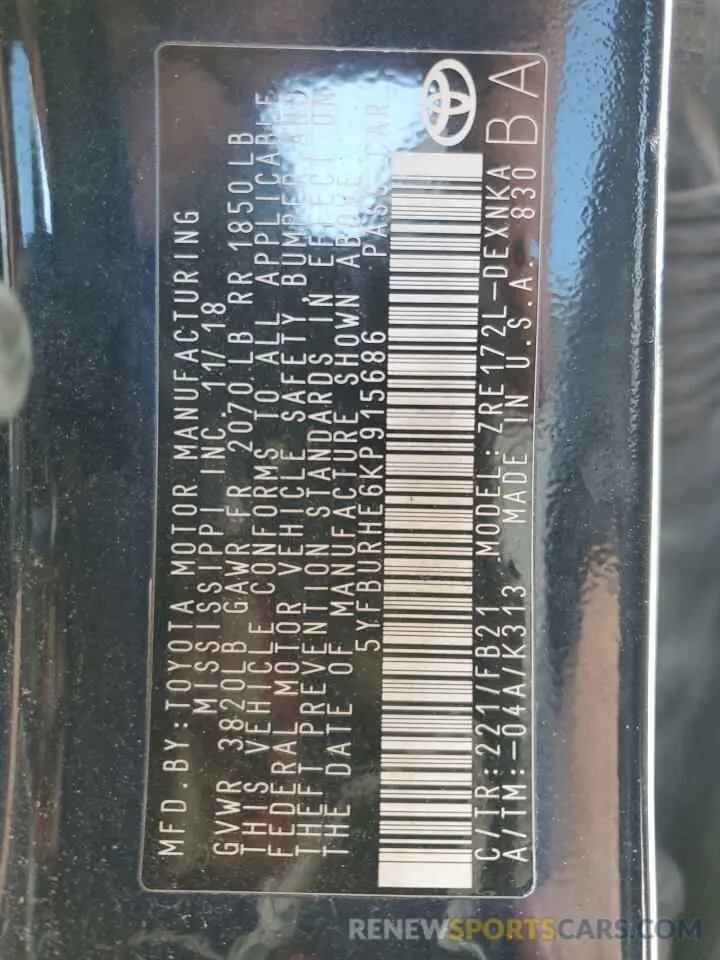 MFD.BY:TOYOTA MOTOR MANUFACTURING
MISSISSIPPI INC. 11/18
GVWR 3820LB GAWR FR 2070LB RR 1850LB
THIS VEHICLE CONFORMS TO ALL APPLICABLE
FEDERAL MOTOR VEHICLE SAFETY, BUMPER AND
THEFT PREVENTION STANDARDS IN EFFECT ON
THE DATE OF MANUFACTURE SHOWN ABOVE.
5YFBURHE6KP915686 PASS.CAR
C/TR:221/FB21 MODEL:ZRE172L-DEXNKA
A/TM:-04A/K313 MADE IN U.S.A. 830
BA
RENEWSPORTSCARS.COM